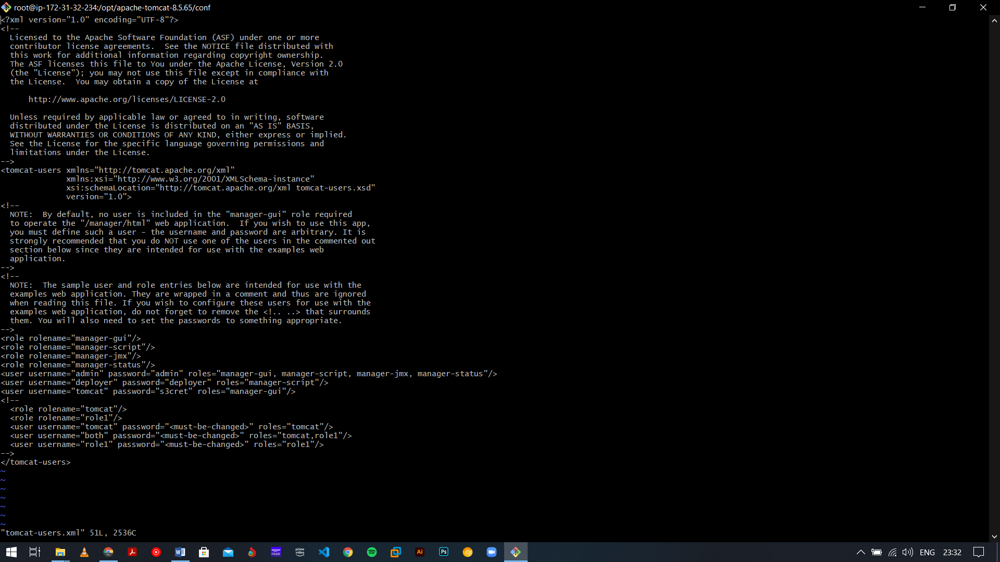 root@ip-172-31-32-234:/opt/apache-tomcat-8.5.65/conf
<?xml version="1.0" encoding="UTF-8"?>
<!--
  Licensed to the Apache Software Foundation (ASF) under one or more
  contributor license agreements.  See the NOTICE file distributed with
  this work for additional information regarding copyright ownership.
  The ASF licenses this file to You under the Apache License, Version 2.0
  (the "License"); you may not use this file except in compliance with
  the License.  You may obtain a copy of the License at

      http://www.apache.org/licenses/LICENSE-2.0

  Unless required by applicable law or agreed to in writing, software
  distributed under the License is distributed on an "AS IS" BASIS,
  WITHOUT WARRANTIES OR CONDITIONS OF ANY KIND, either express or implied.
  See the License for the specific language governing permissions and
  limitations under the License.
-->
<tomcat-users xmlns="http://tomcat.apache.org/xml"
              xmlns:xsi="http://www.w3.org/2001/XMLSchema-instance"
              xsi:schemaLocation="http://tomcat.apache.org/xml tomcat-users.xsd"
              version="1.0">
<!--
  NOTE:  By default, no user is included in the "manager-gui" role required
  to operate the "/manager/html" web application.  If you wish to use this app,
  you must define such a user - the username and password are arbitrary. It is
  strongly recommended that you do NOT use one of the users in the commented out
  section below since they are intended for use with the examples web
  application.
-->
<!--
  NOTE:  The sample user and role entries below are intended for use with the
  examples web application. They are wrapped in a comment and thus are ignored
  when reading this file. If you wish to configure these users for use with the
  examples web application, do not forget to remove the <!.. ..> that surrounds
  them. You will also need to set the passwords to something appropriate.
-->
<role rolename="manager-gui"/>
<role rolename="manager-script"/>
<role rolename="manager-jmx"/>
<role rolename="manager-status"/>
<user username="admin" password="admin" roles="manager-gui, manager-script, manager-jmx, manager-status"/>
<user username="deployer" password="deployer" roles="manager-script"/>
<user username="tomcat" password="s3cret" roles="manager-gui"/>
<!--
  <role rolename="tomcat"/>
  <role rolename="role1"/>
  <user username="tomcat" password="<must-be-changed>" roles="tomcat"/>
  <user username="both" password="<must-be-changed>" roles="tomcat,role1"/>
  <user username="role1" password="<must-be-changed>" roles="role1"/>
-->
</tomcat-users>
~
~
~
~
~
~
~
"tomcat-users.xml" 51L, 2536C
amazon music
prime video
Ai
Ps
ENG
23:32